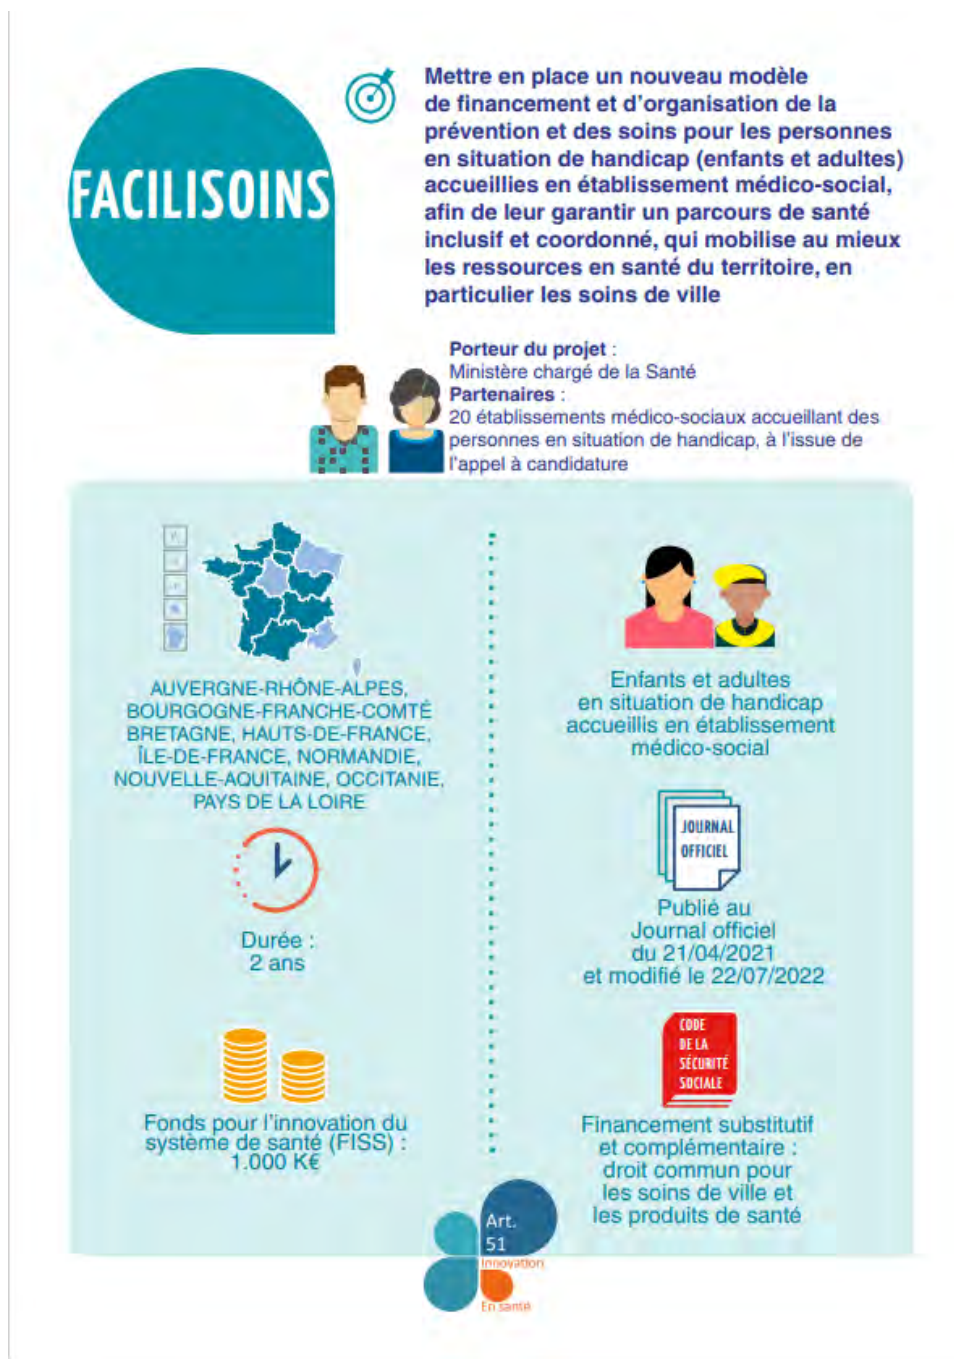 FACILISOINS
Mettre en place un nouveau modèle
de financement et d'organisation de la
prévention et des soins pour les personnes
en situation de handicap (enfants et adultes)
accueillies en établissement médico-social,
afin de leur garantir un parcours de santé
inclusif et coordonné, qui mobilise au mieux
les ressources en santé du territoire, en
particulier les soins de ville
Porteur du projet :
Ministère chargé de la Santé
Partenaires :
20 établissements médico-sociaux accueillant des
personnes en situation de handicap, à l'issue de
l'appel à candidature
AUVERGNE-RHÔNE-ALPES,
BOURGOGNE-FRANCHE-COMTÉ
BRETAGNE, HAUTS-DE-FRANCE,
ÎLE-DE-FRANCE, NORMANDIE,
NOUVELLE-AQUITAINE, OCCITANIE,
PAYS DE LA LOIRE
Durée :
2 ans
Fonds pour l'innovation du
système de santé (FISS) :
1.000 K€
Enfants et adultes
en situation de handicap
accueillis en établissement
médico-social
JOURNAL
OFFICIEL
Publié au
Journal officiel
du 21/04/2021
et modifié le 22/07/2022
CODE
DE LA
SÉCURITÉ
SOCIALE
Financement substitutif
et complémentaire :
droit commun pour
les soins de ville et
les produits de santé
Art.
51
Innovation
En santé